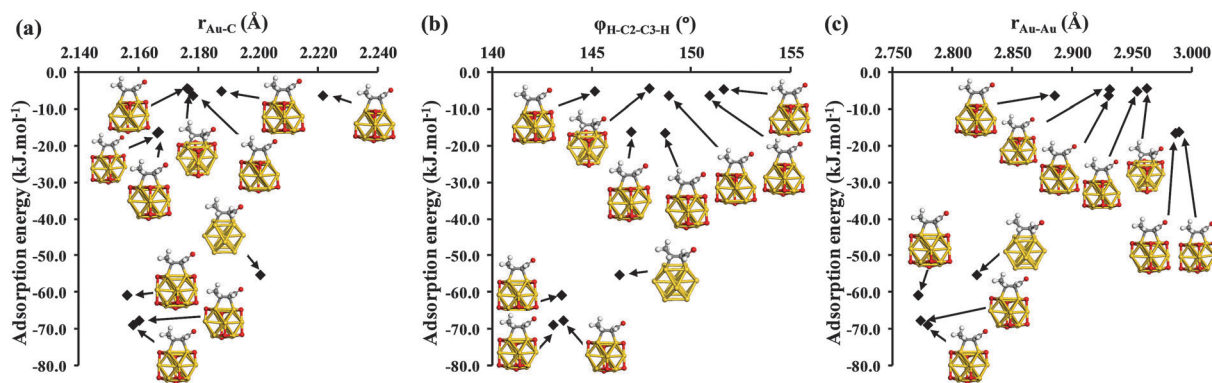 (a)
r_Au-C (Å)
2.140 2.160 2.180 2.200 2.220 2.240
Adsorption energy (kJ.mol⁻¹)
0.0
-10.0
-20.0
-30.0
-40.0
-50.0
-60.0
-70.0
-80.0
(b)
φ_H-C2-C3-H (°)
140 145 150 155
Adsorption energy (kJ.mol⁻¹)
0.0
-10.0
-20.0
-30.0
-40.0
-50.0
-60.0
-70.0
-80.0
(c)
r_Au-Au (Å)
2.750 2.800 2.850 2.900 2.950 3.000
Adsorption energy (kJ.mol⁻¹)
0.0
-10.0
-20.0
-30.0
-40.0
-50.0
-60.0
-70.0
-80.0